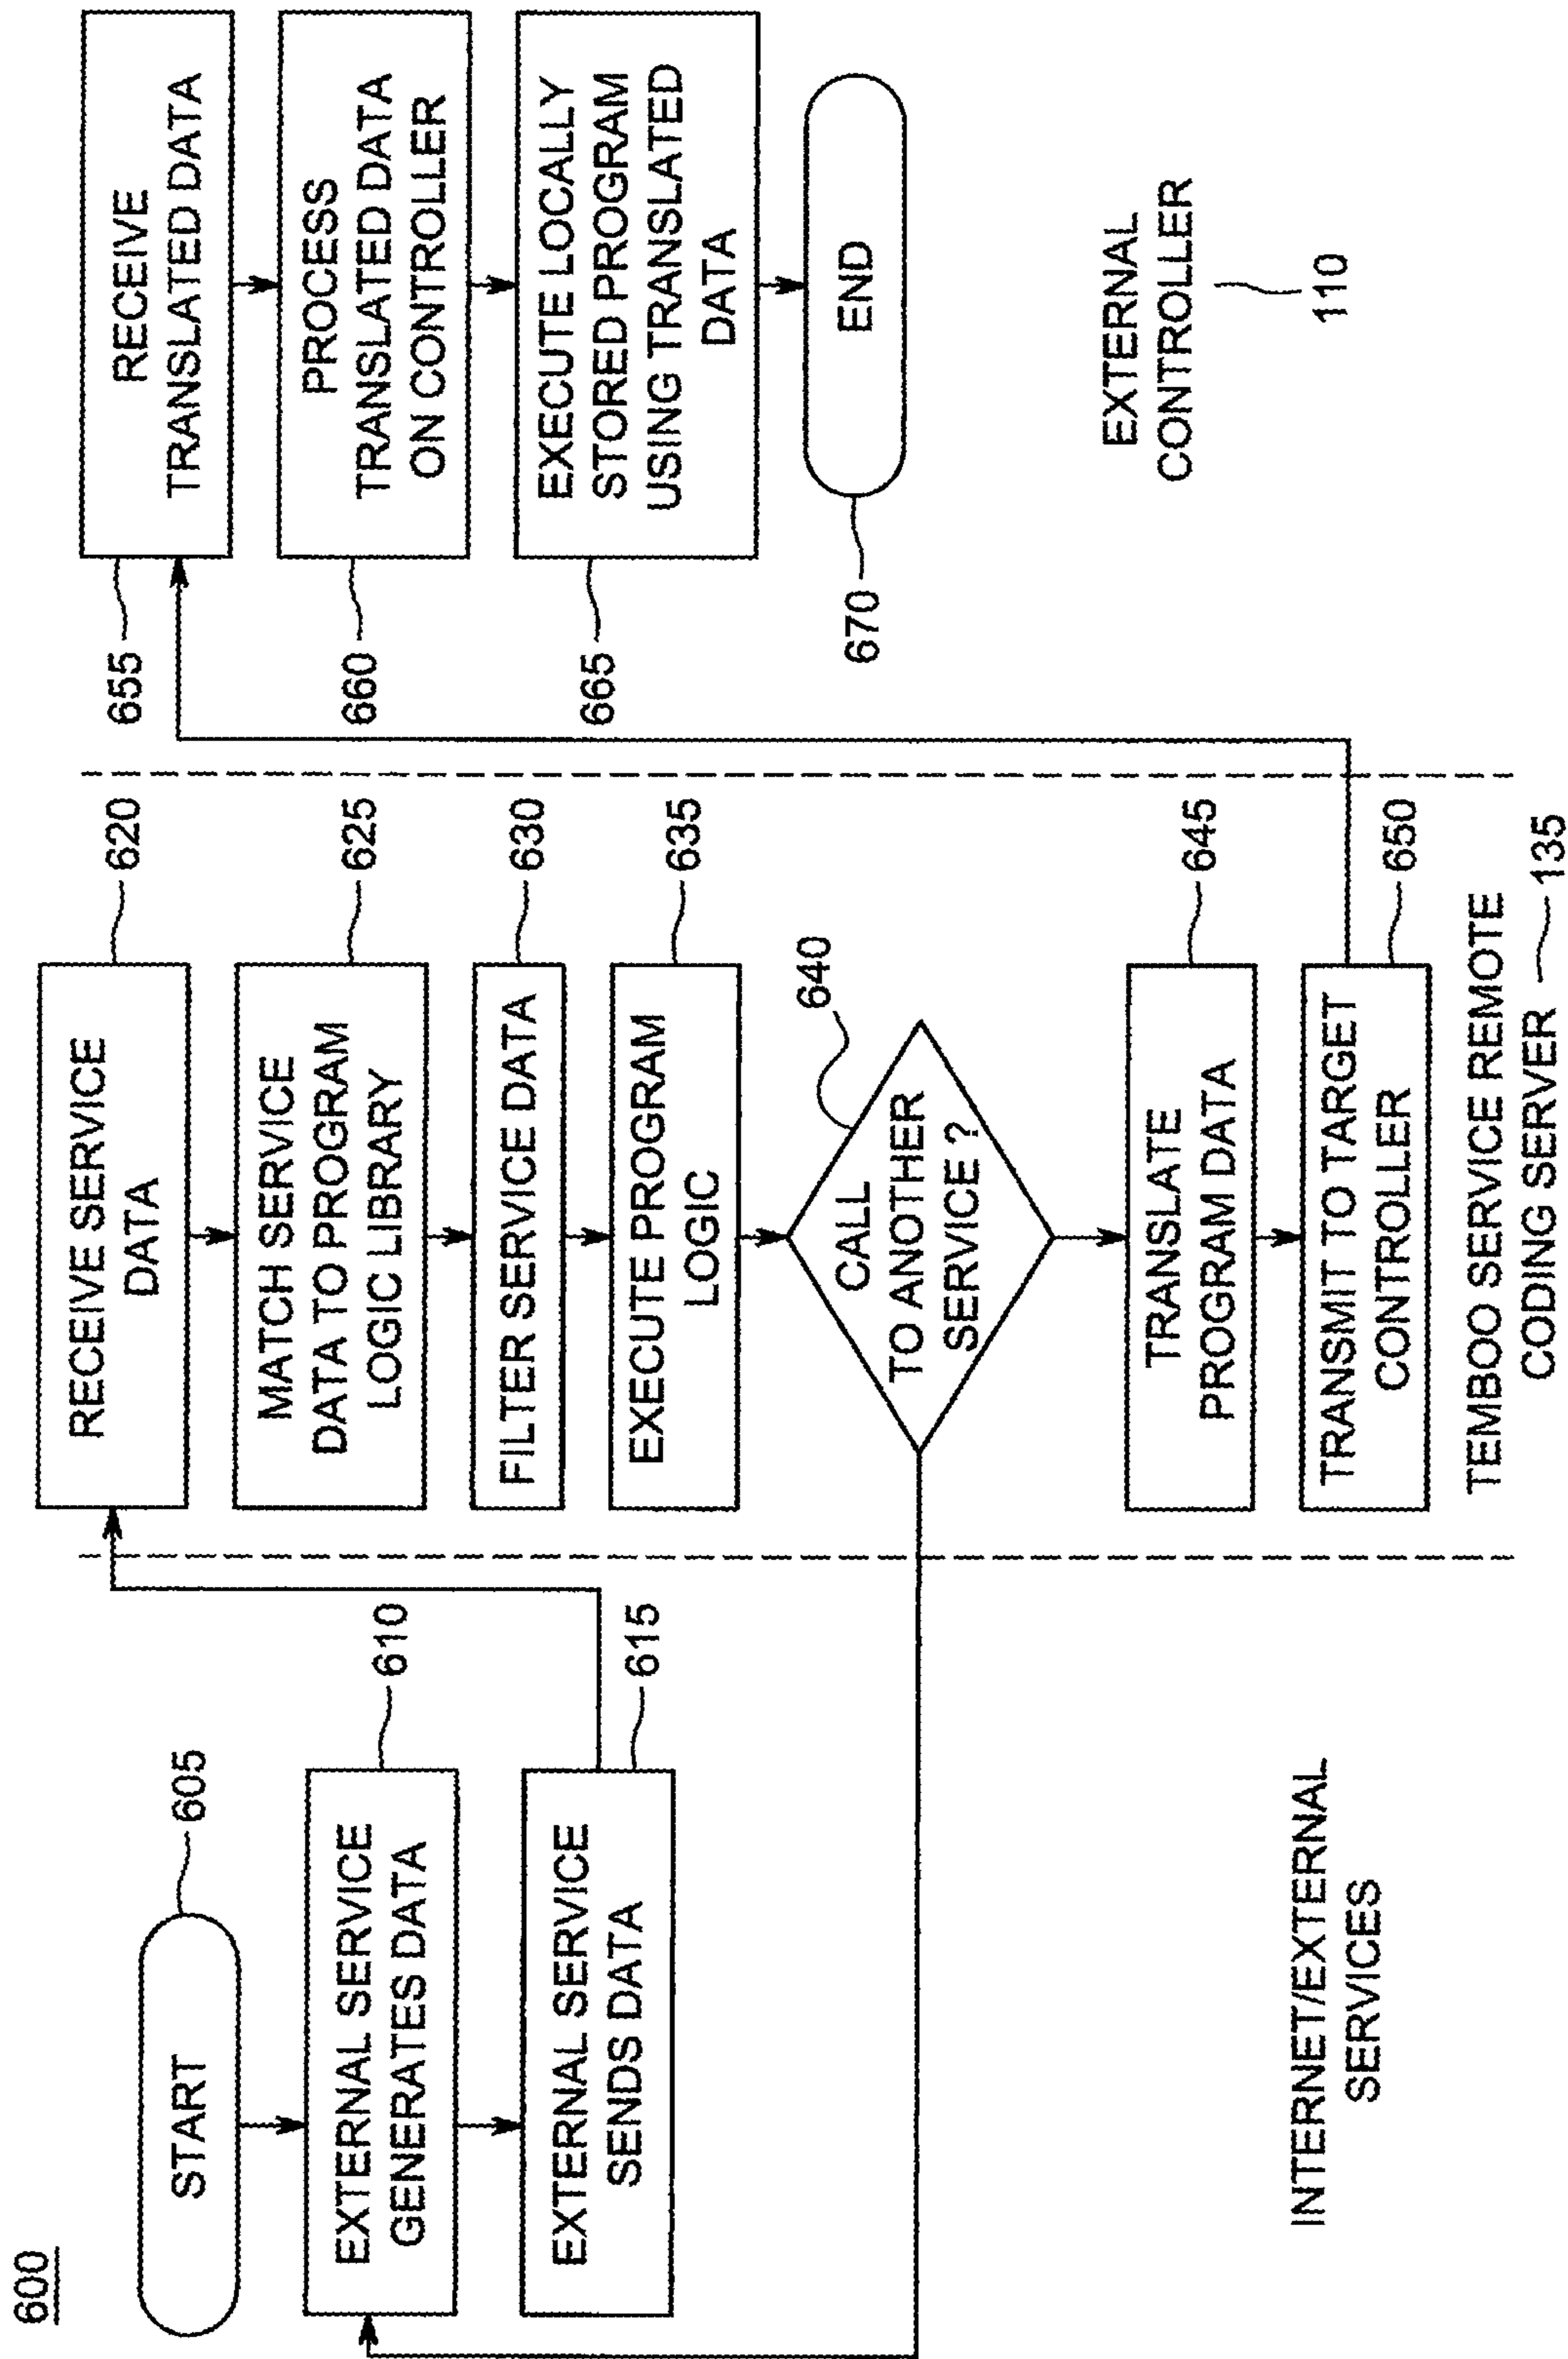 600
START
605
EXTERNAL SERVICE
GENERATES DATA
610
EXTERNAL SERVICE
SENDS DATA
615
INTERNET/EXTERNAL
SERVICES
RECEIVE SERVICE
DATA
620
MATCH SERVICE
DATA TO PROGRAM
LOGIC LIBRARY
625
FILTER SERVICE DATA
630
EXECUTE PROGRAM
LOGIC
635
CALL
TO ANOTHER
SERVICE ?
640
TRANSLATE
PROGRAM DATA
645
TRANSMIT TO TARGET
CONTROLLER
650
TEMBOO SERVICE REMOTE
CODING SERVER
135
RECEIVE
TRANSLATED DATA
655
PROCESS
TRANSLATED DATA
ON CONTROLLER
660
EXECUTE LOCALLY
STORED PROGRAM
USING TRANSLATED
DATA
665
END
670
EXTERNAL
CONTROLLER
110